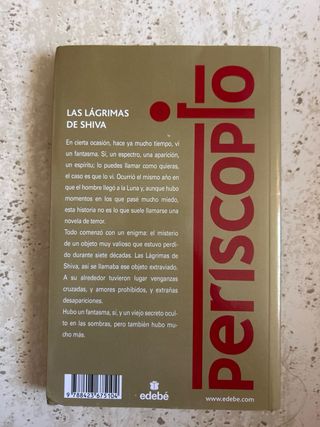 LAS LÁGRIMAS
DE SHIVA
En cierta ocasión, hace ya mucho tiempo, vi
un fantasma. Sí, un espectro, una aparición,
un espíritu; lo puedes llamar como quieras,
el caso es que lo vi. Ocurrió el mismo año en
que el hombre llegó a la Luna y, aunque hubo
momentos en los que pasé mucho miedo,
esta historia no es lo que suele llamarse una
novela de terror.
Todo comenzó con un enigma: el misterio
de un objeto muy valioso que estuvo perdi-
do durante siete décadas. Las Lágrimas de
Shiva, así se llamaba ese objeto extraviado.
A su alrededor tuvieron lugar venganzas
cruzadas, y amores prohibidos, y extrañas
desapariciones.
Hubo un fantasma, sí, y un viejo secreto ocul-
to en las sombras, pero también hubo mu-
cho más.
periscopio
9 788423 675104
edebé
www.edebe.com